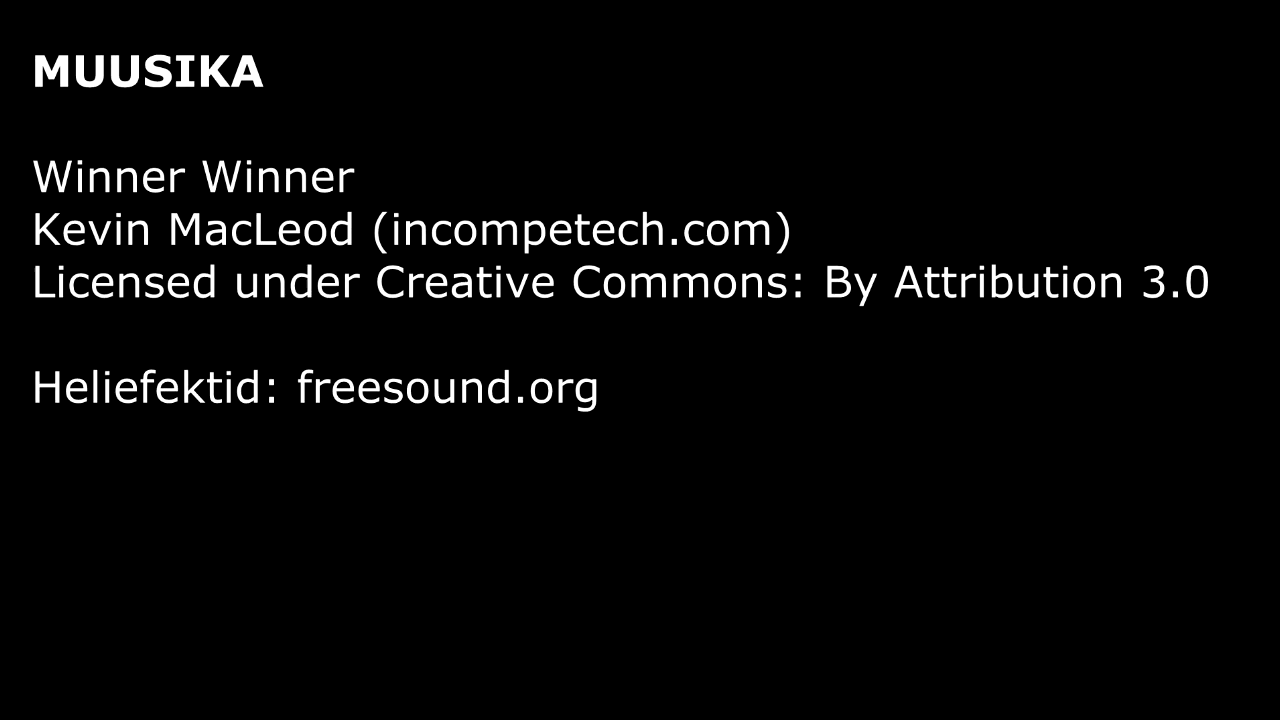 MUUSIKA
Winner Winner
Kevin MacLeod (incompetech.com)
Licensed under Creative Commons: By Attribution 3.0
Heliefektid: freesound.org